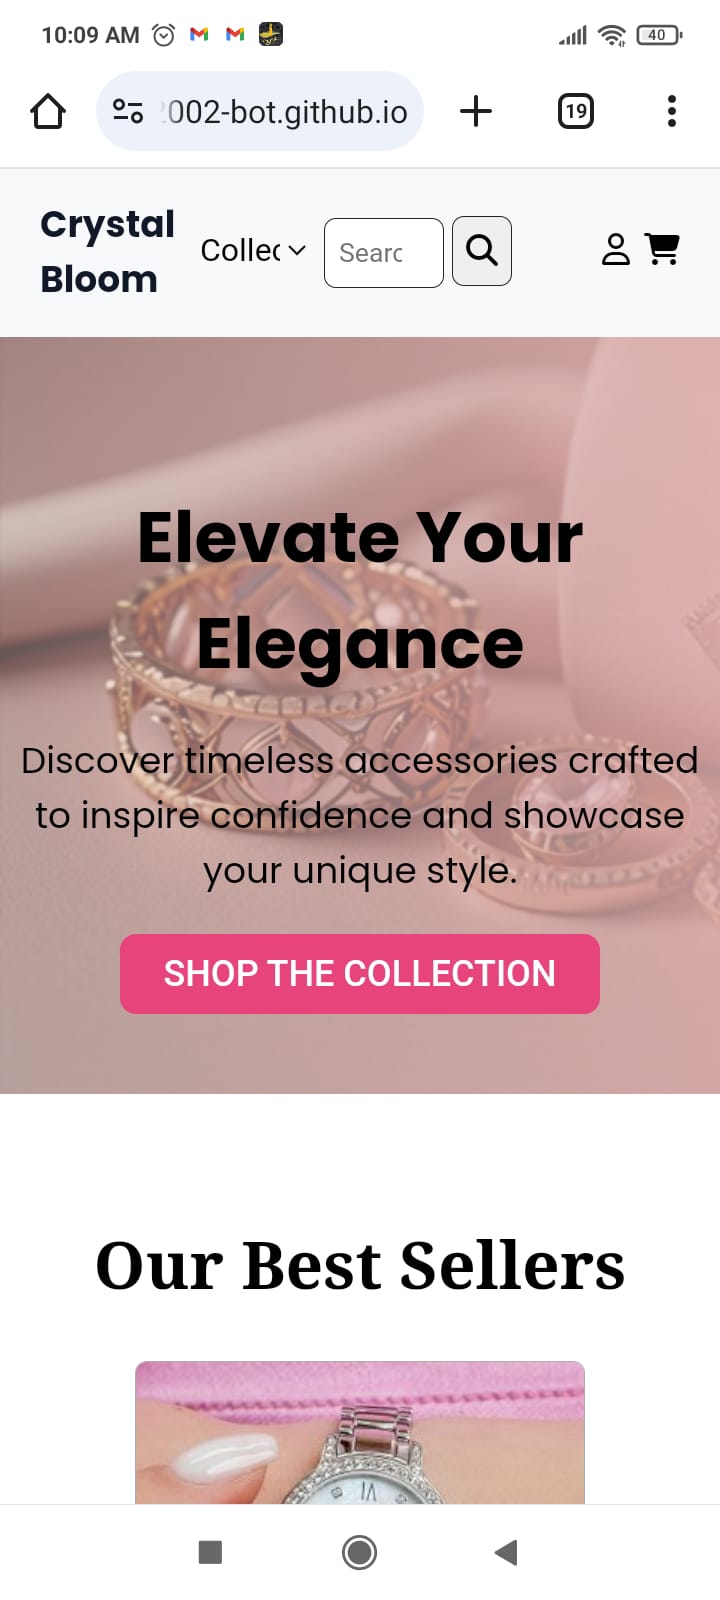 10:09 AM
40
002-bot.github.io
19
Crystal
Bloom
Collec
Searc
Elevate Your
Elegance
Discover timeless accessories crafted
to inspire confidence and showcase
your unique style.
SHOP THE COLLECTION
Our Best Sellers